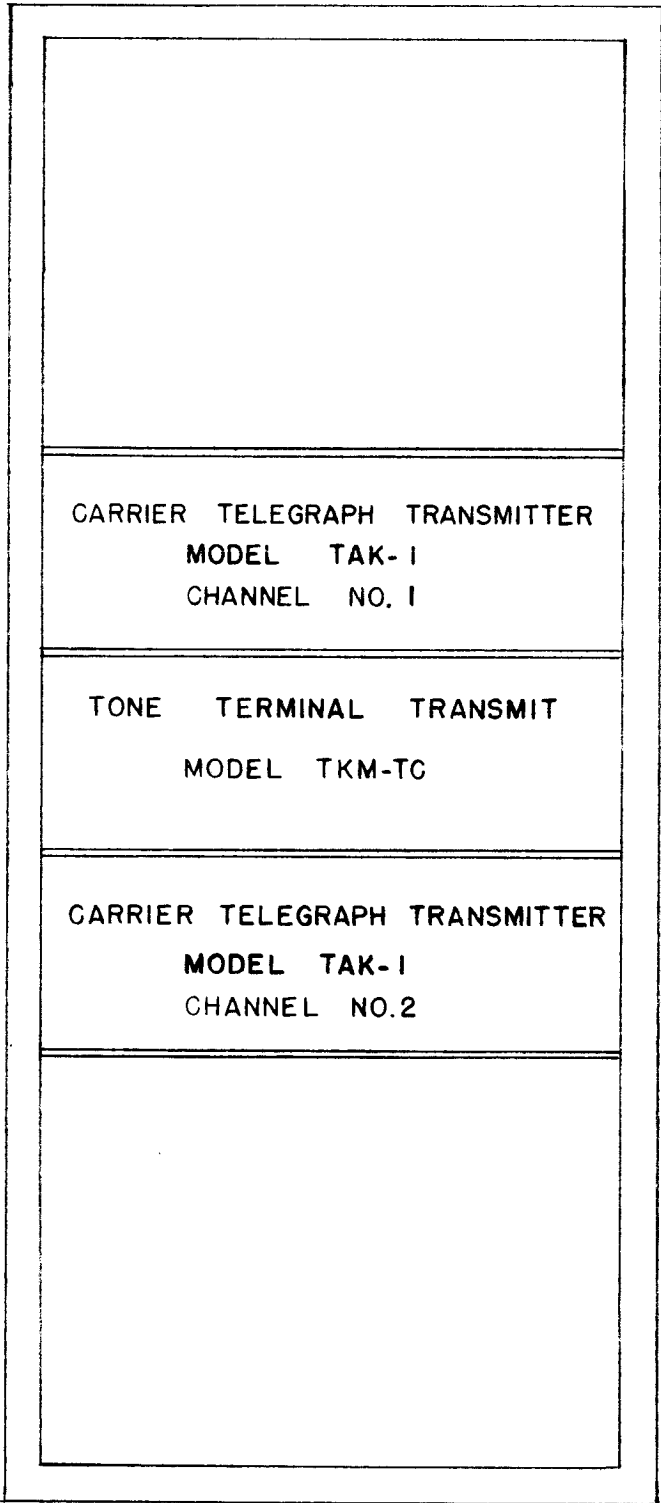 CARRIER TELEGRAPH TRANSMITTER
MODEL TAK-1
CHANNEL NO. 1
TONE TERMINAL TRANSMIT
MODEL TKM-TC
CARRIER TELEGRAPH TRANSMITTER
MODEL TAK-1
CHANNEL NO.2